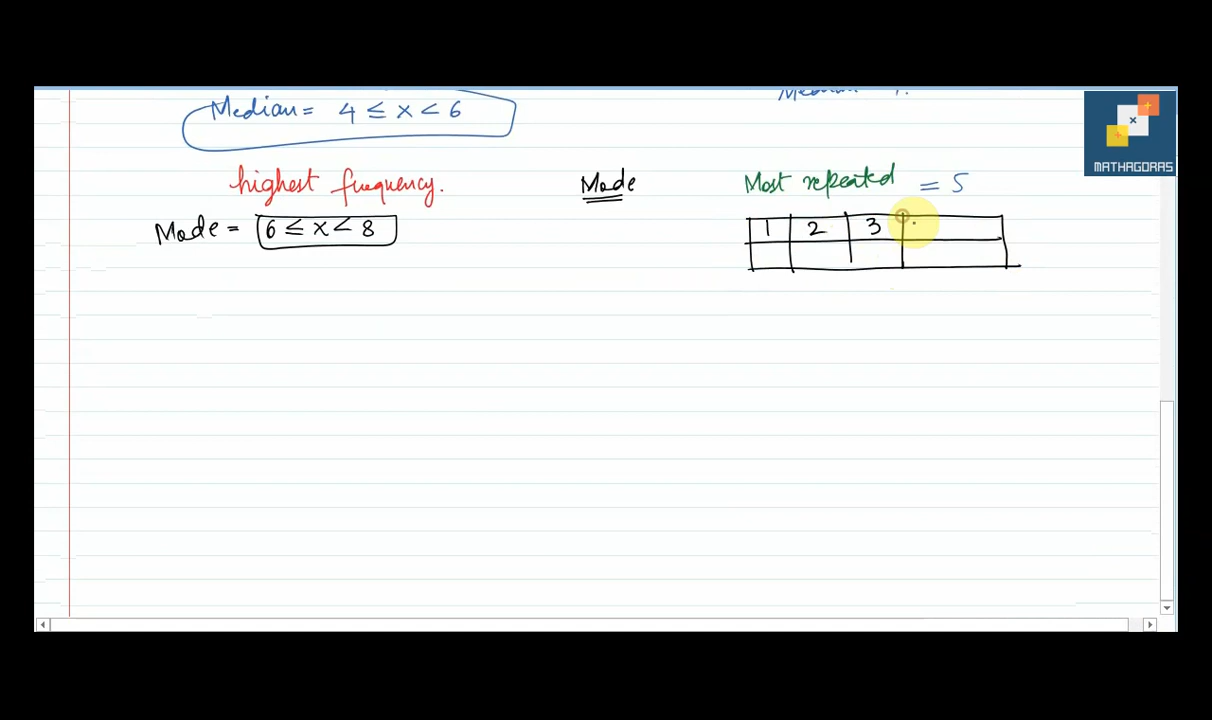 Median = 4 ≤ x < 6
MATHAGORAS
highest frequency. Mode Most repeated = 5
Mode = 6 ≤ x < 8
1 2 3